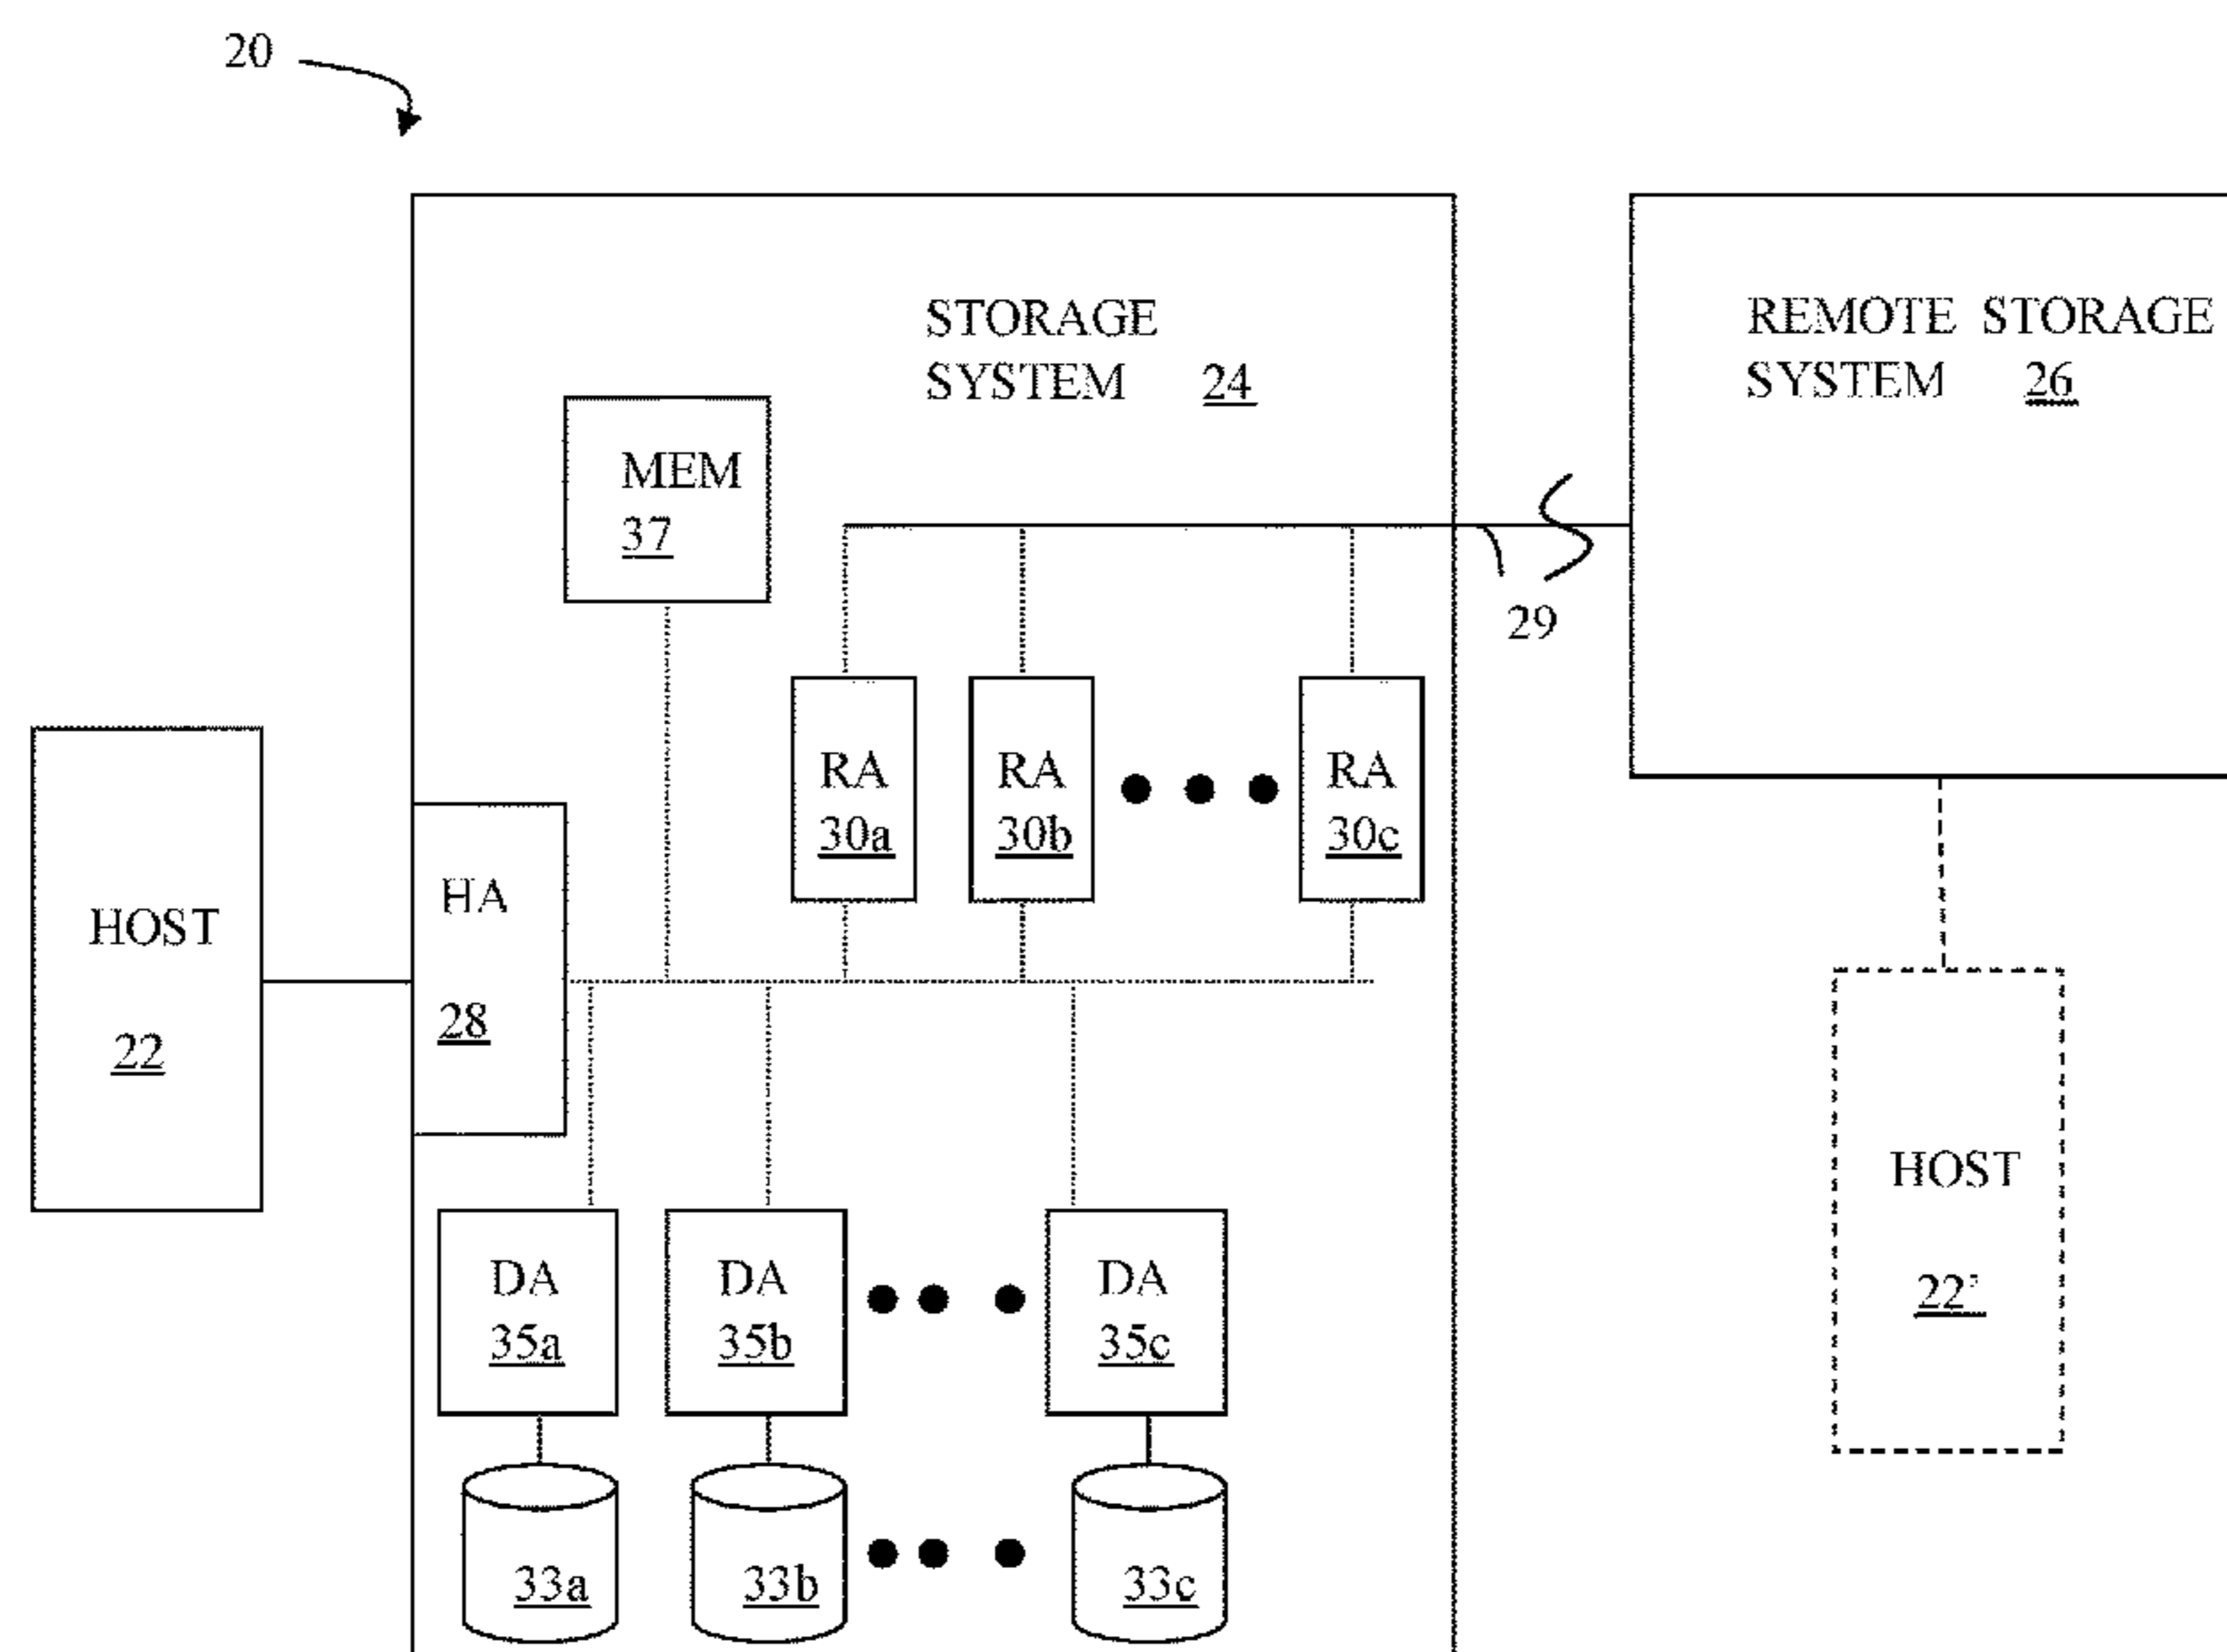 20
STORAGE
SYSTEM 24
REMOTE STORAGE
SYSTEM 26
MEM
37
29
RA
30a
RA
30b
RA
30c
HOST
22
HA
28
HOST
22'
DA
35a
DA
35b
DA
35c
33a
33b
33c